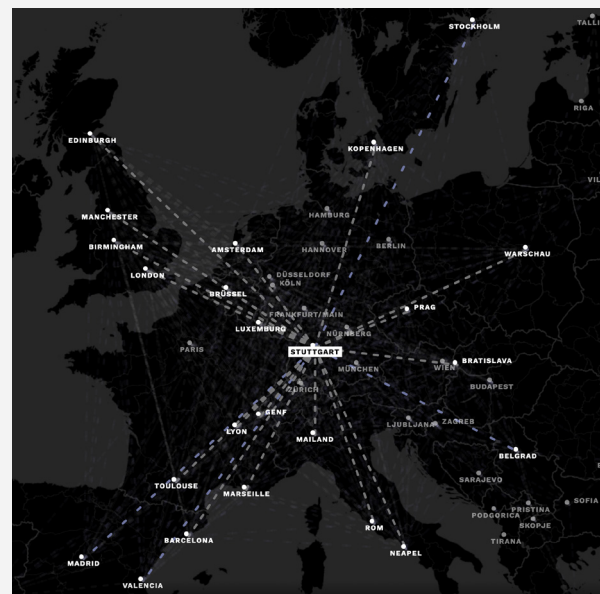 STOCKHOLM
TALLI
RIGA
EDINBURGH
KOPENHAGEN
VIL
MANCHESTER
HAMBURG
BIRMINGHAM
AMSTERDAM
HANNOVER
BERLIN
WARSCHAU
LONDON
DÜSSELDORF
KÖLN
BRÜSSEL
PRAG
FRANKFURT/MAIN
LUXEMBURG
NÜRNBERG
PARIS
STUTTGART
BRATISLAVA
WIEN
MÜNCHEN
BUDAPEST
ZÜRICH
GENF
LJUBLJANA
ZAGREB
LYON
MAILAND
BELGRAD
SARAJEVO
TOULOUSE
MARSEILLE
SOFIA
PRISTINA
PODGORICA
SKOPJE
ROM
BARCELONA
TIRANA
NEAPEL
MADRID
VALENCIA